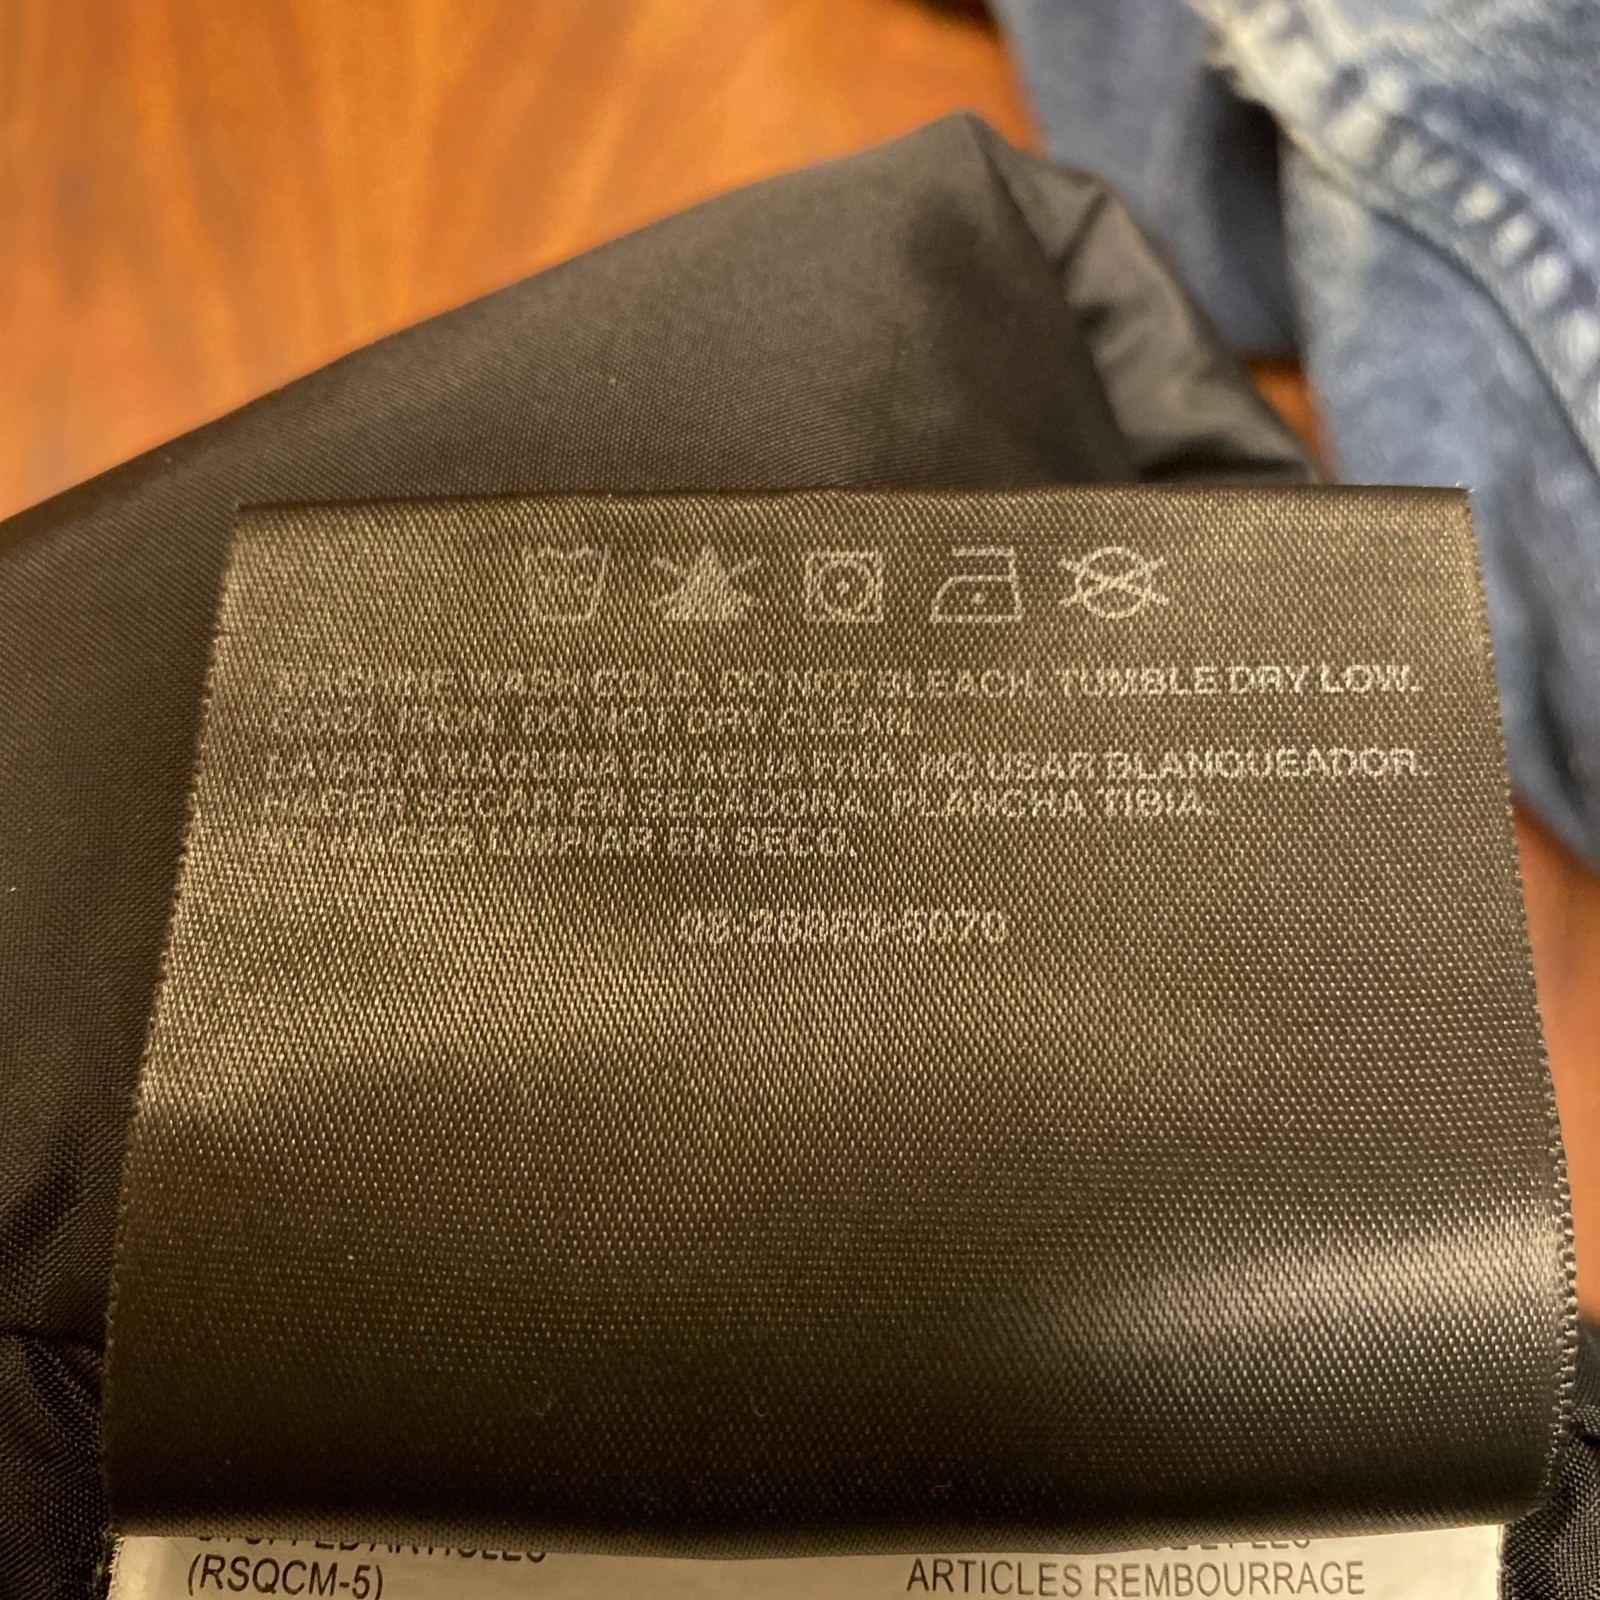 MACHINE WASH COLD. DO NOT BLEACH. TUMBLE DRY LOW.
COOL IRON. DO NOT DRY CLEAN.
LAVAR A MAQUINA EN AGUA FRIA. NO USAR BLANQUEADOR.
HACER SECAR EN SECADORA. PLANCHA TIBIA.
NO HACER LIMPIAR EN SECO.
STUFFED ARTICLES
(RSQCM-5)
ARTICLES REMBOURRAGE